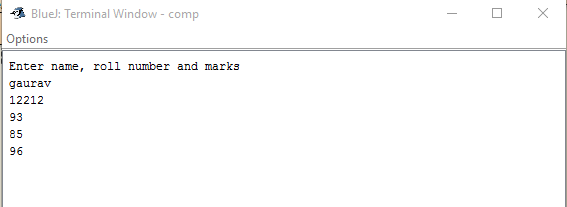 BlueJ: Terminal Window - comp
Options
Enter name, roll number and marks
gaurav
12212
93
85
96